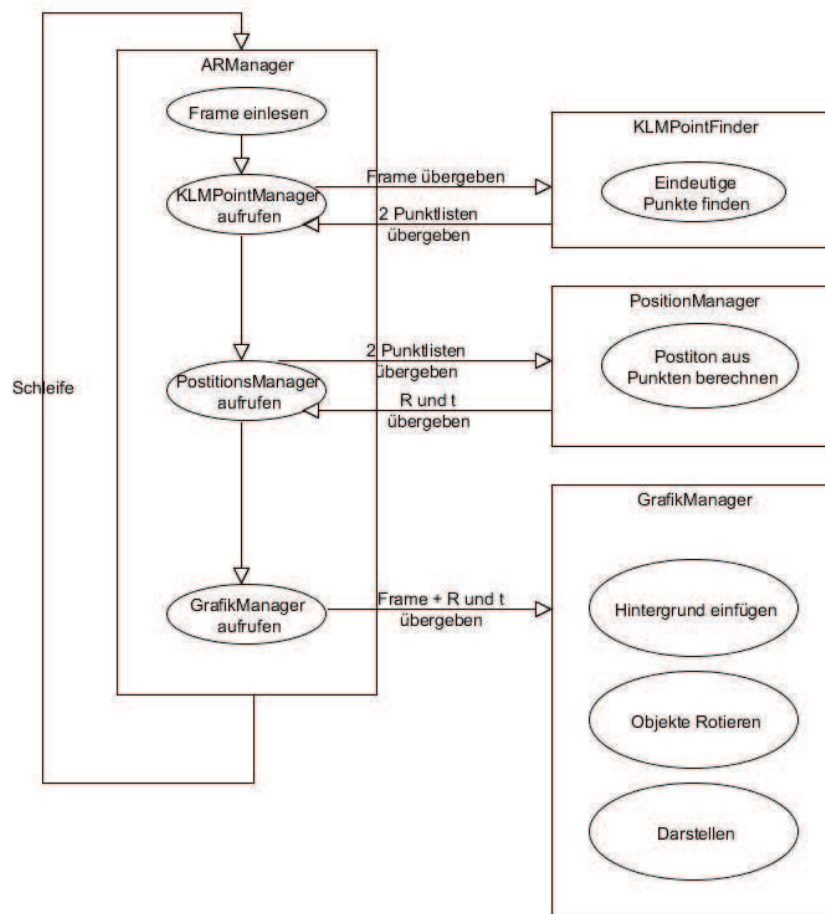 ARManager
Frame einlesen
KLMPointManager
aufrufen
Frame übergeben
2 Punktlisten
übergeben
KLMPointFinder
Eindeutige
Punkte finden
Schleife
PostitionsManager
aufrufen
2 Punktlisten
übergeben
R und t
übergeben
PositionManager
Postiton aus
Punkten berechnen
GrafikManager
aufrufen
Frame + R und t
übergeben
GrafikManager
Hintergrund einfügen
Objekte Rotieren
Darstellen